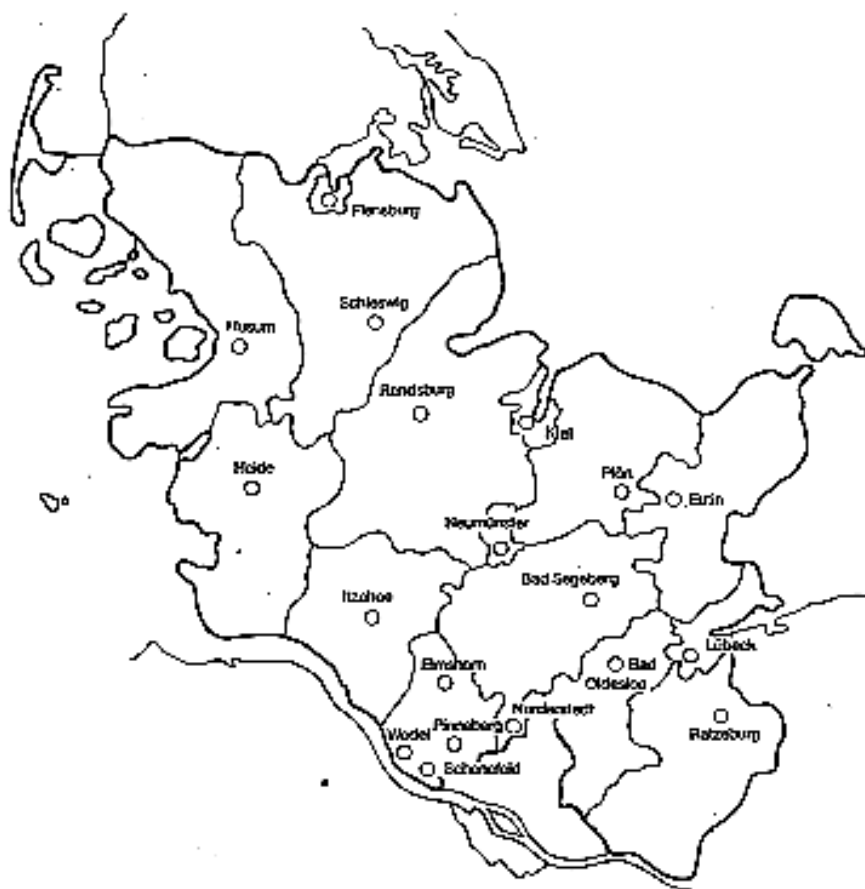 Flensburg
Schleswig
Husum
Rendsburg
Kiel
Heide
Plön
Eutin
Neumünster
Bad Segeberg
Itzehoe
Lübeck
Bad
Oldesloe
Elmshorn
Norderstedt
Ratzeburg
Pinneberg
Wedel
Schenefeld